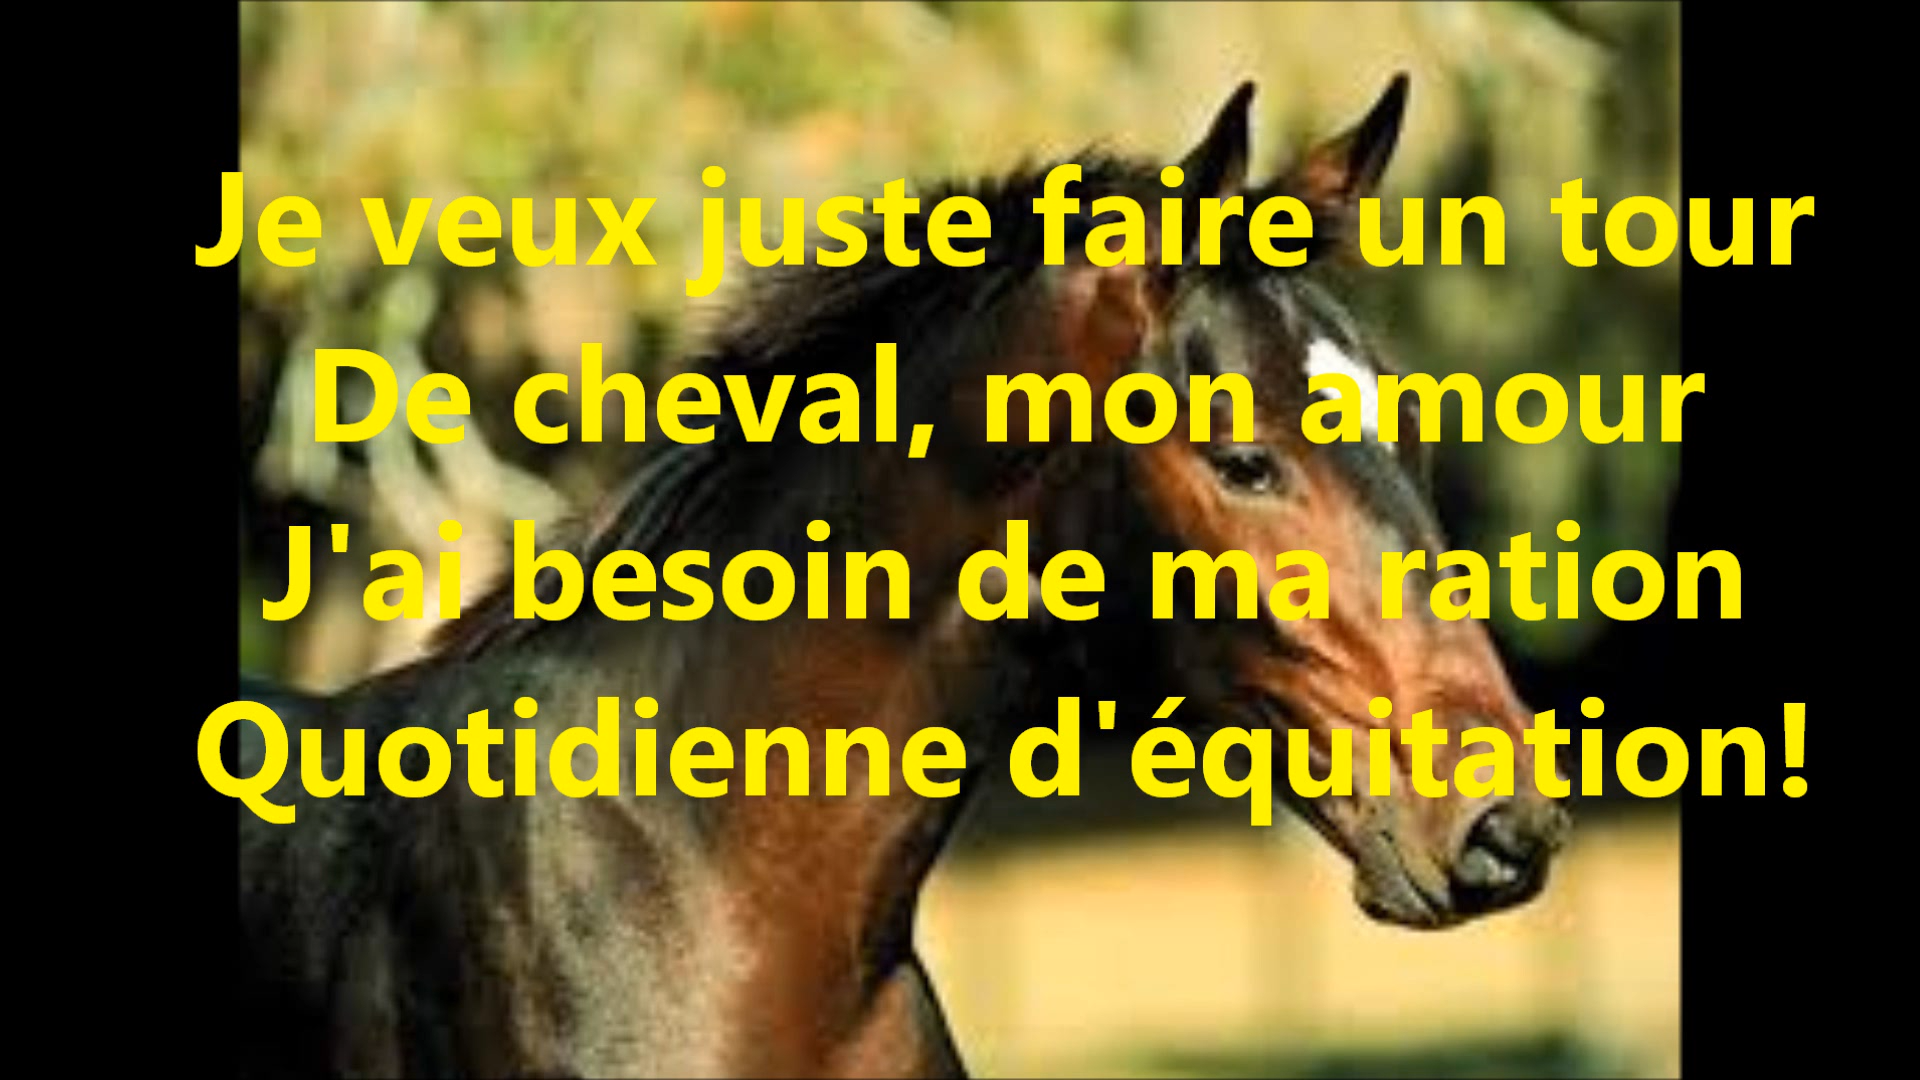 Je veux juste faire un tour
De cheval, mon amour
J'ai besoin de ma ration
Quotidienne d'équitation!